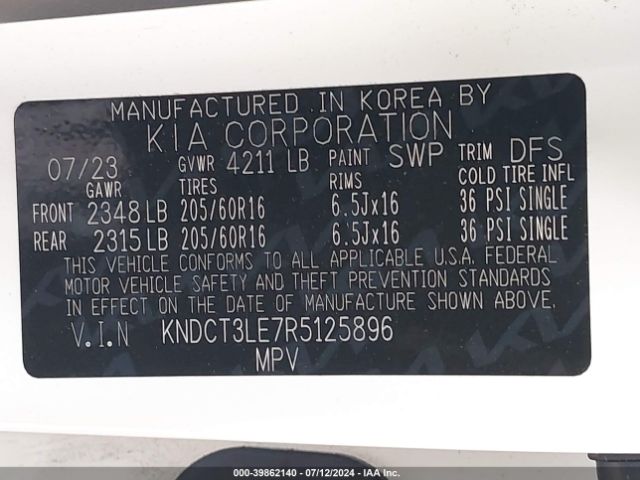 MANUFACTURED IN KOREA BY
KIA CORPORATION
07/23 GVWR 4211 LB PAINT SWP TRIM DFS
GAWR TIRES RIMS COLD TIRE INFL
FRONT 2348 LB 205/60R16 6.5Jx16 36 PSI SINGLE
REAR 2315 LB 205/60R16 6.5Jx16 36 PSI SINGLE
THIS VEHICLE CONFORMS TO ALL APPLICABLE U.S.A. FEDERAL
MOTOR VEHICLE SAFETY AND THEFT PREVENTION STANDARDS
IN EFFECT ON THE DATE OF MANUFACTURE SHOWN ABOVE.
V.I.N KNDCT3LE7R5125896
MPV
000-39862140 - 07/12/2024 - IAA Inc.